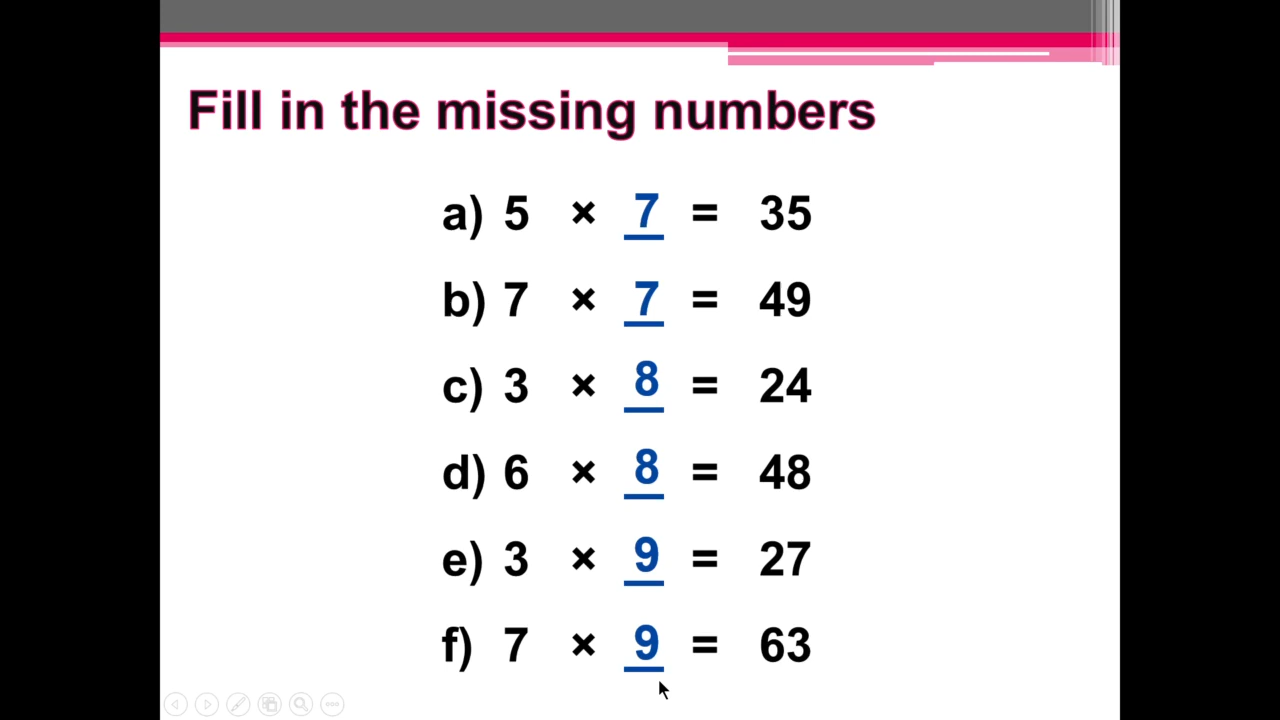 Fill in the missing numbers
a) 5 × 7 = 35
b) 7 × 7 = 49
c) 3 × 8 = 24
d) 6 × 8 = 48
e) 3 × 9 = 27
f) 7 × 9 = 63